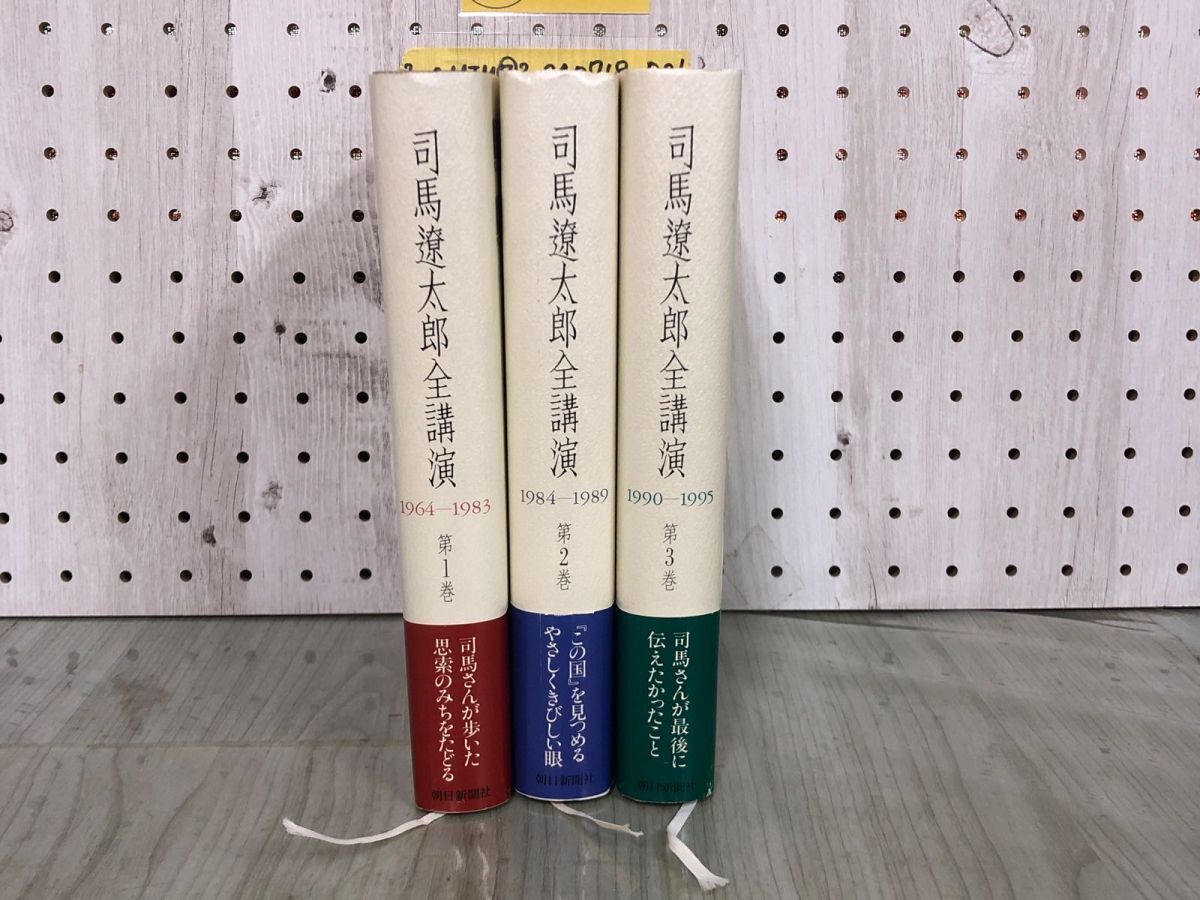 司馬遼太郎全講演
1964—1983
第1巻
司馬さんが歩いた
思索のみちをたどる
朝日新聞社
司馬遼太郎全講演
1984—1989
第2巻
『この国』を見つめる
やさしくきびしい眼
朝日新聞社
司馬遼太郎全講演
1990—1995
第3巻
司馬さんが最後に
伝えたかったこと
朝日新聞社